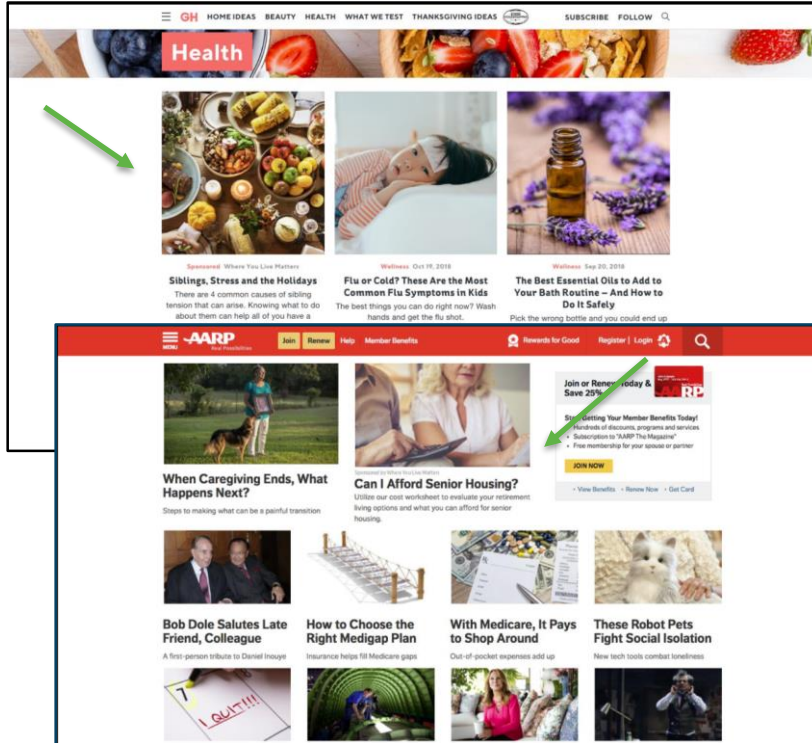 GH HOME IDEAS BEAUTY HEALTH WHAT WE TEST THANKSGIVING IDEAS SUBSCRIBE FOLLOW
Health
Sponsored Where You Live Matters
Siblings, Stress and the Holidays
There are 4 common causes of sibling
tension that can arise. Knowing what to do
about them can help all of you have a
Wellness Oct 19, 2018
Flu or Cold? These Are the Most
Common Flu Symptoms in Kids
The best things you can do right now? Wash
hands and get the flu shot.
Wellness Sep 20, 2018
The Best Essential Oils to Add to
Your Bath Routine – And How to
Do It Safely
Pick the wrong bottle and you could end up
MENU AARP Real Possibilities Join Renew Help Member Benefits Rewards for Good Register | Login
When Caregiving Ends, What
Happens Next?
Steps to making what can be a painful transition
Sponsored by Where You Live Matters
Can I Afford Senior Housing?
Utilize our cost worksheet to evaluate your retirement
living options and what you can afford for senior
housing.
Join or Renew Today &
Save 25%
Start Getting Your Member Benefits Today!
Hundreds of discounts, programs and services
• Subscription to "AARP The Magazine"
• Free membership for your spouse or partner
JOIN NOW
• View Benefits • Renew Now • Get Card
Bob Dole Salutes Late
Friend, Colleague
A first-person tribute to Daniel Inouye
How to Choose the
Right Medigap Plan
Insurance helps fill Medicare gaps
With Medicare, It Pays
to Shop Around
Out-of-pocket expenses add up
These Robot Pets
Fight Social Isolation
New tech tools combat loneliness
7
I QUIT!!!